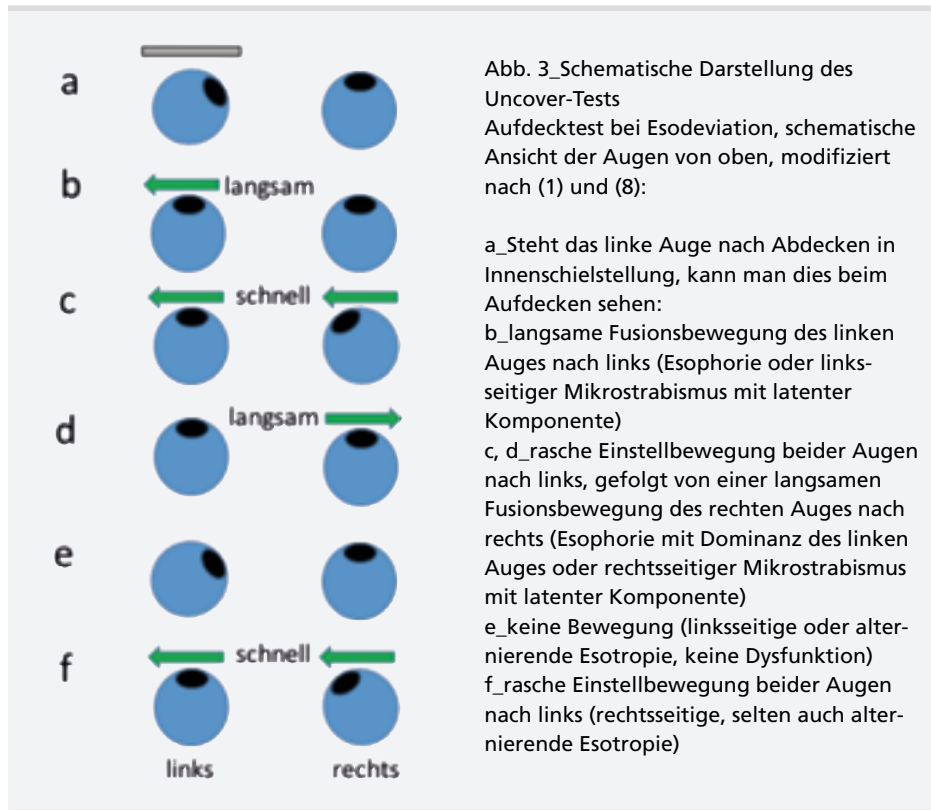 a
b
langsam
c
schnell
d
langsam
e
f
schnell
links
rechts
Abb. 3_Schematische Darstellung des
Uncover-Tests
Aufdecktest bei Esodeviation, schematische
Ansicht der Augen von oben, modifiziert
nach (1) und (8):
a_Steht das linke Auge nach Abdecken in
Innenschielstellung, kann man dies beim
Aufdecken sehen:
b_langsame Fusionsbewegung des linken
Auges nach links (Esophorie oder links-
seitiger Mikrostrabismus mit latenter
Komponente)
c, d_rasche Einstellbewegung beider Augen
nach links, gefolgt von einer langsamen
Fusionsbewegung des rechten Auges nach
rechts (Esophorie mit Dominanz des linken
Auges oder rechtsseitiger Mikrostrabismus
mit latenter Komponente)
e_keine Bewegung (linksseitige oder alter-
nierende Esotropie, keine Dysfunktion)
f_rasche Einstellbewegung beider Augen
nach links (rechtsseitige, selten auch alter-
nierende Esotropie)